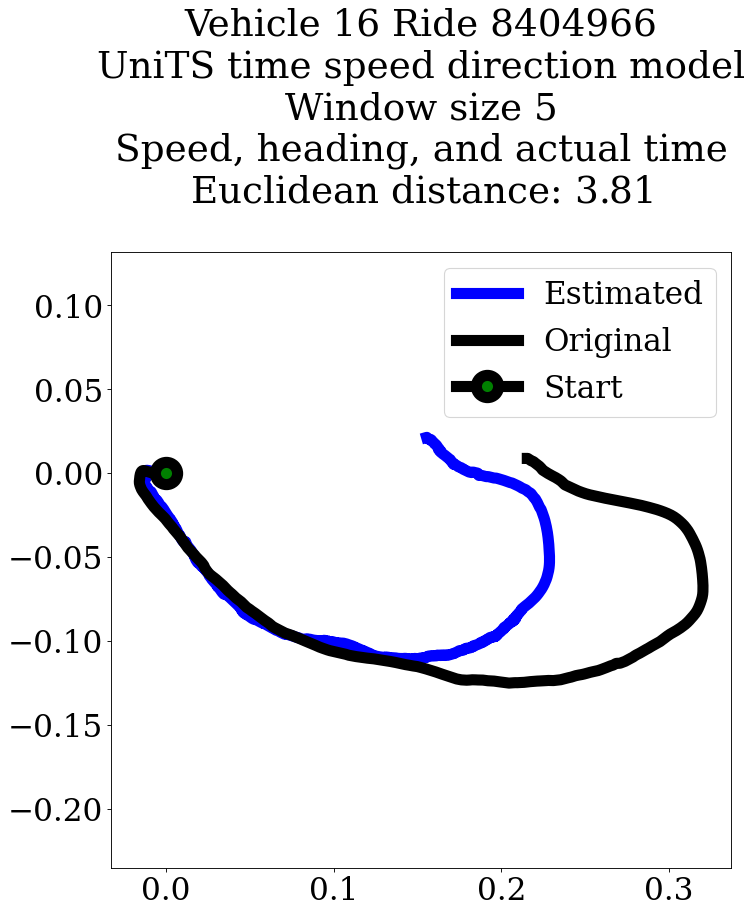 Vehicle 16 Ride 8404966
UniTS time speed direction model
Window size 5
Speed, heading, and actual time
Euclidean distance: 3.81
Estimated
Original
Start
0.10
0.05
0.00
−0.05
−0.10
−0.15
−0.20
0.0 0.1 0.2 0.3